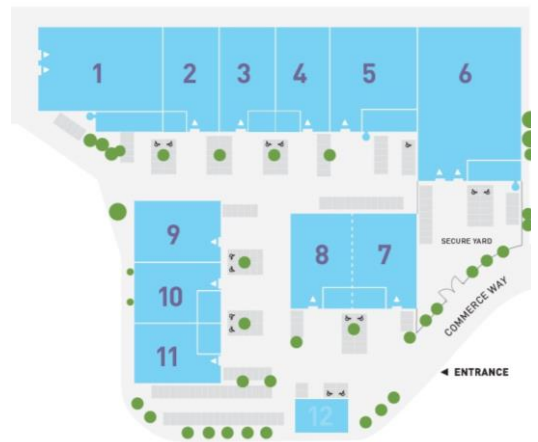 1 2 3 4 5 6
9 8 7
SECURE YARD
10
COMMERCE WAY
11
ENTRANCE
12